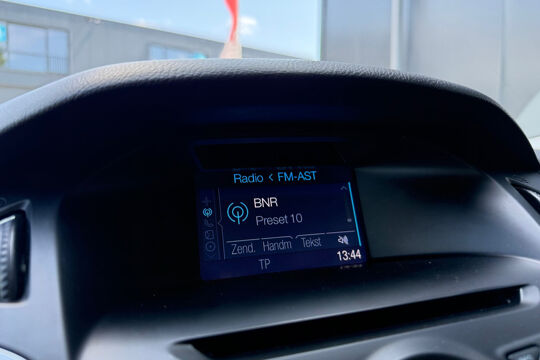 Radio < FM-AST
BNR
Preset 10
Zend. Handm Tekst
TP 13:44